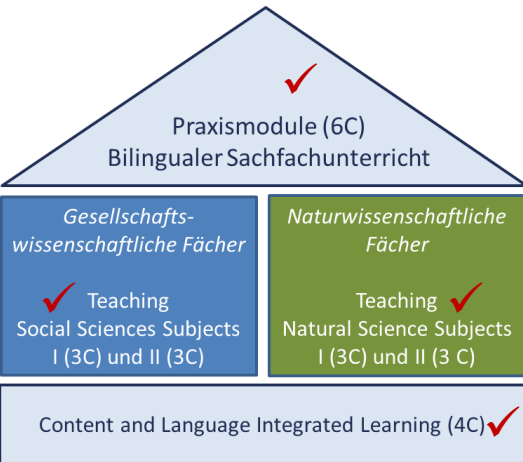 Praxismodule (6C)
Bilingualer Sachfachunterricht
Gesellschafts-
wissenschaftliche Fächer
Teaching
Social Sciences Subjects
I (3C) und II (3C)
Naturwissenschaftliche
Fächer
Teaching
Natural Science Subjects
I (3C) und II (3 C)
Content and Language Integrated Learning (4C)